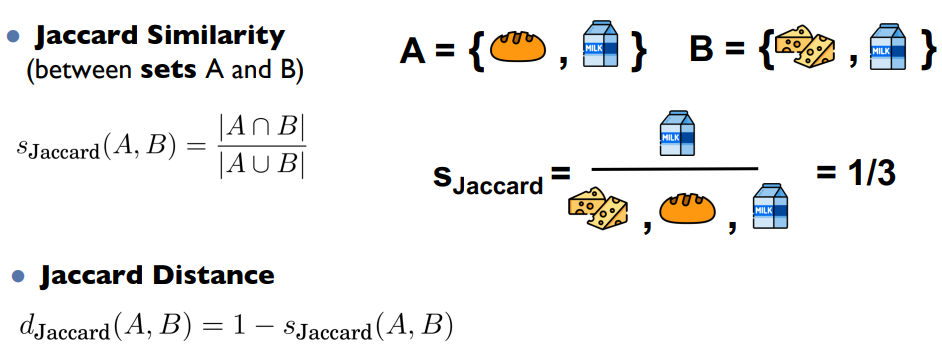 • Jaccard Similarity
(between sets A and B)
A = { MILK , } B = { , MILK }
s_Jaccard(A, B) = |A ∩ B| / |A ∪ B|
s_Jaccard = MILK / , , MILK = 1/3
• Jaccard Distance
d_Jaccard(A, B) = 1 − s_Jaccard(A, B)